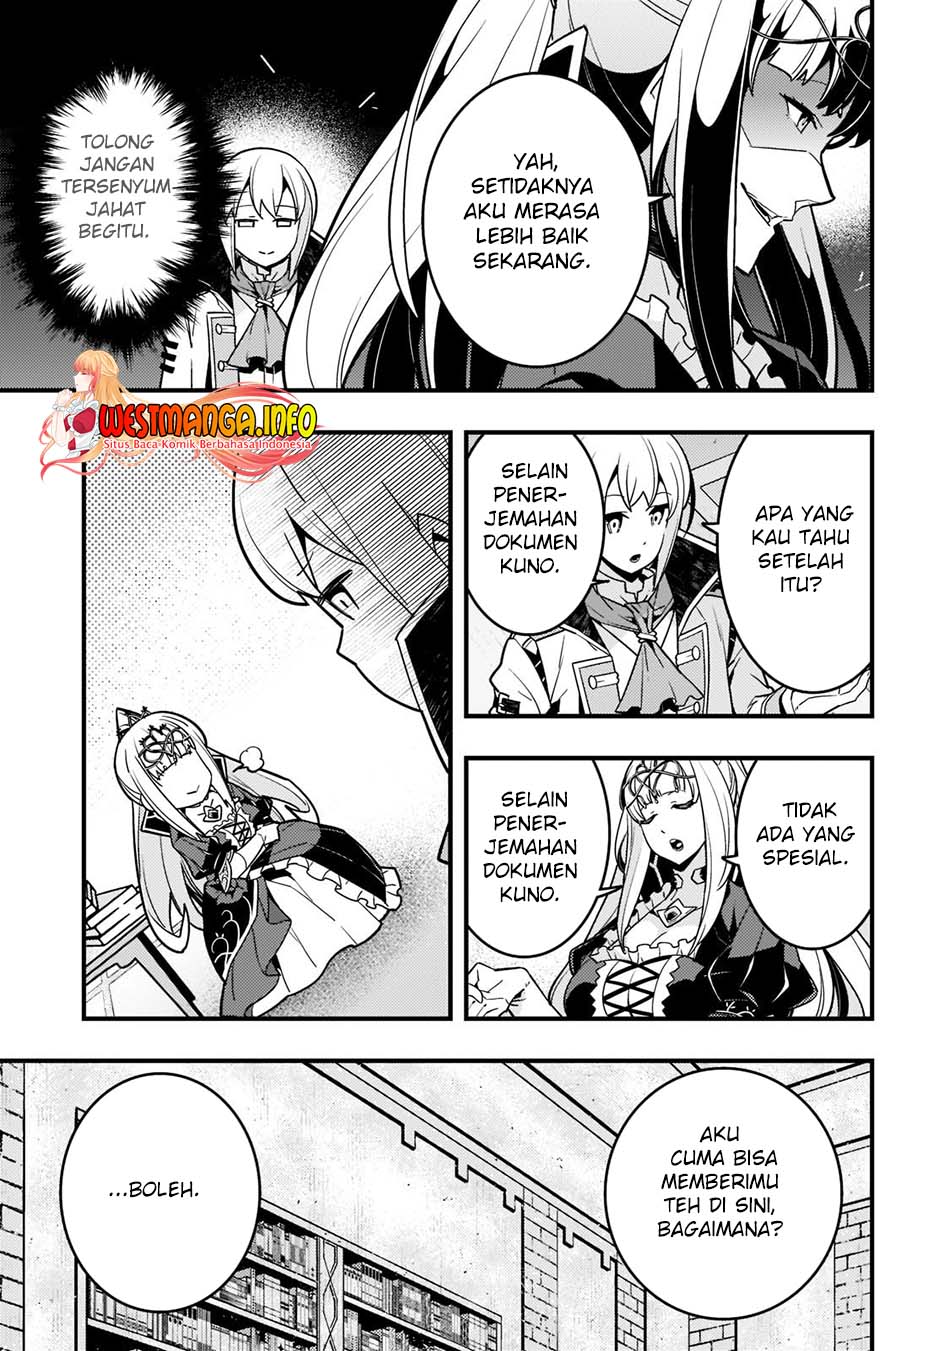 YAH,
SETIDAKNYA
AKU MERASA
LEBIH BAIK
SEKARANG.
TOLONG
JANGAN
TERSENYUM
JAHAT
BEGITU.
WESTMANGA.INFO
Situs Baca Komik Berbahasa Indonesia
APA YANG
KAU TAHU
SETELAH
ITU?
SELAIN
PENER-
JEMAHAN
DOKUMEN
KUNO.
TIDAK
ADA YANG
SPESIAL.
SELAIN
PENER-
JEMAHAN
DOKUMEN
KUNO.
AKU
CUMA BISA
MEMBERIMU
TEH DI SINI,
BAGAIMANA?
...BOLEH.